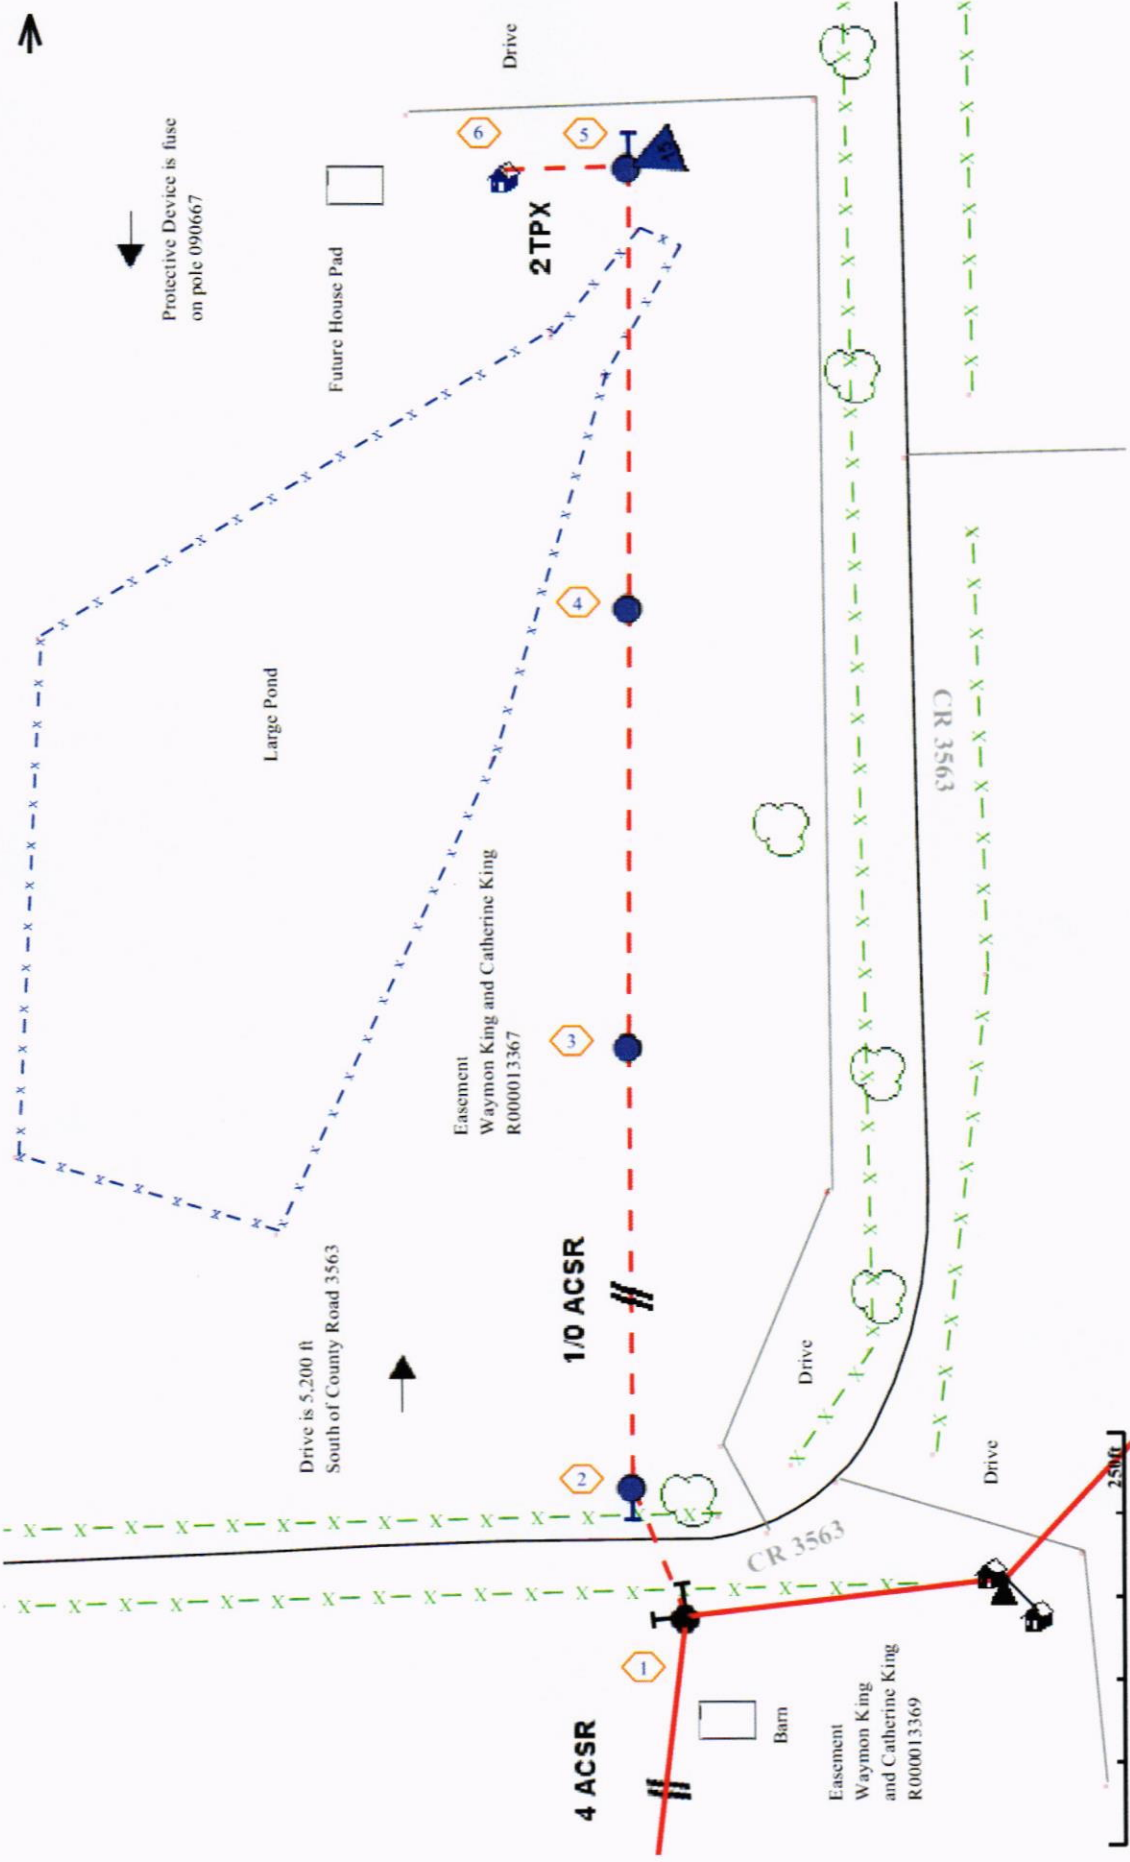 Drive
Protective Device is fuse
on pole 090667
6
5
Future House Pad
2TPX
4
Large Pond
CR 3563
Easement
Waymon King and Catherine King
R000013367
3
1/0 ACSR
Drive is 5,200 ft
South of County Road 3563
Drive
2
Drive
250ft
CR 3563
1
4 ACSR
Barn
Easement
Waymon King
and Catherine King
R000013369